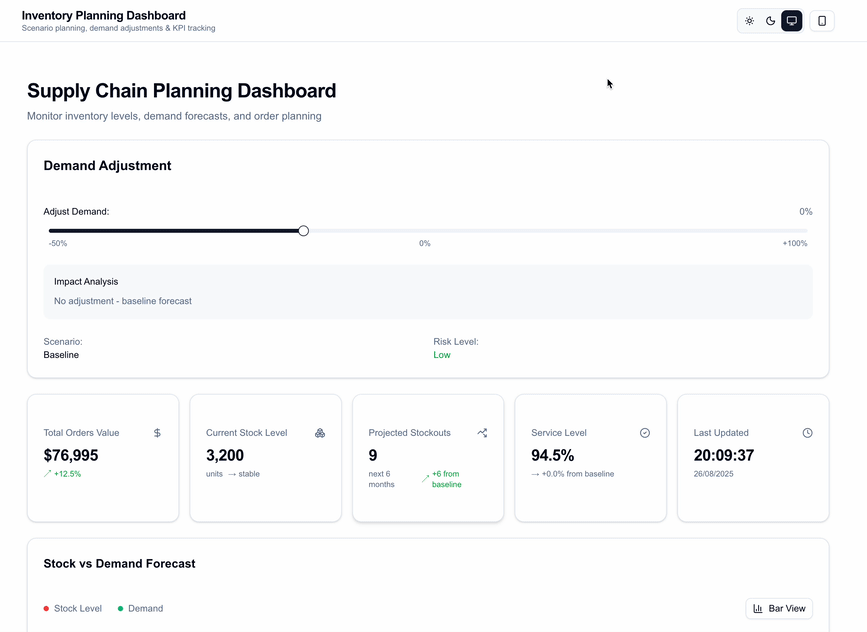 Inventory Planning Dashboard
Scenario planning, demand adjustments & KPI tracking
Supply Chain Planning Dashboard
Monitor inventory levels, demand forecasts, and order planning
Demand Adjustment
Adjust Demand: 0%
-50% 0% +100%
Impact Analysis
No adjustment - baseline forecast
Scenario: Risk Level:
Baseline Low
Total Orders Value
$76,995
+12.5%
Current Stock Level
3,200
units → stable
Projected Stockouts
9
next 6
months
+6 from
baseline
Service Level
94.5%
→ +0.0% from baseline
Last Updated
20:09:37
26/08/2025
Stock vs Demand Forecast
Stock Level Demand Bar View